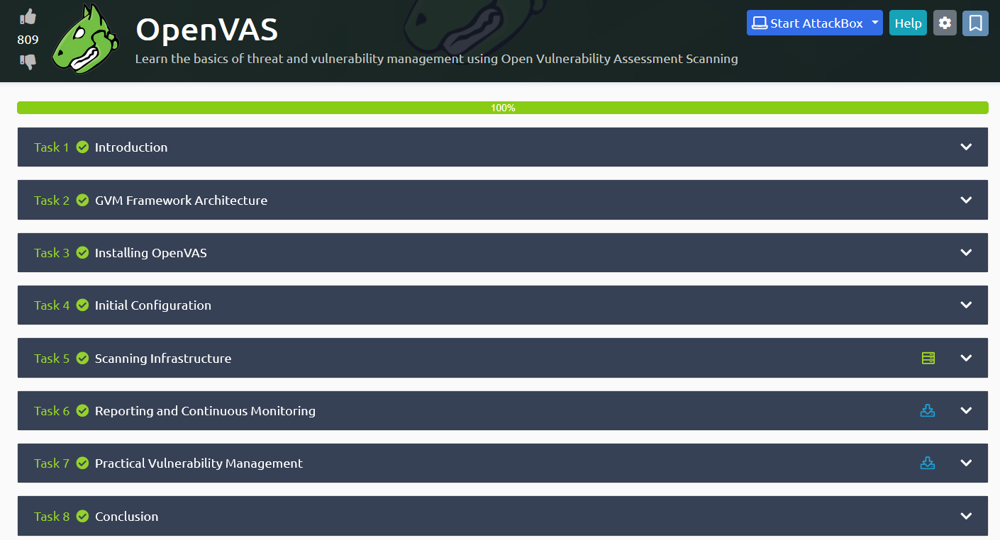 809
OpenVAS
Learn the basics of threat and vulnerability management using Open Vulnerability Assessment Scanning
Start AttackBox
Help
100%
Task 1 Introduction
Task 2 GVM Framework Architecture
Task 3 Installing OpenVAS
Task 4 Initial Configuration
Task 5 Scanning Infrastructure
Task 6 Reporting and Continuous Monitoring
Task 7 Practical Vulnerability Management
Task 8 Conclusion